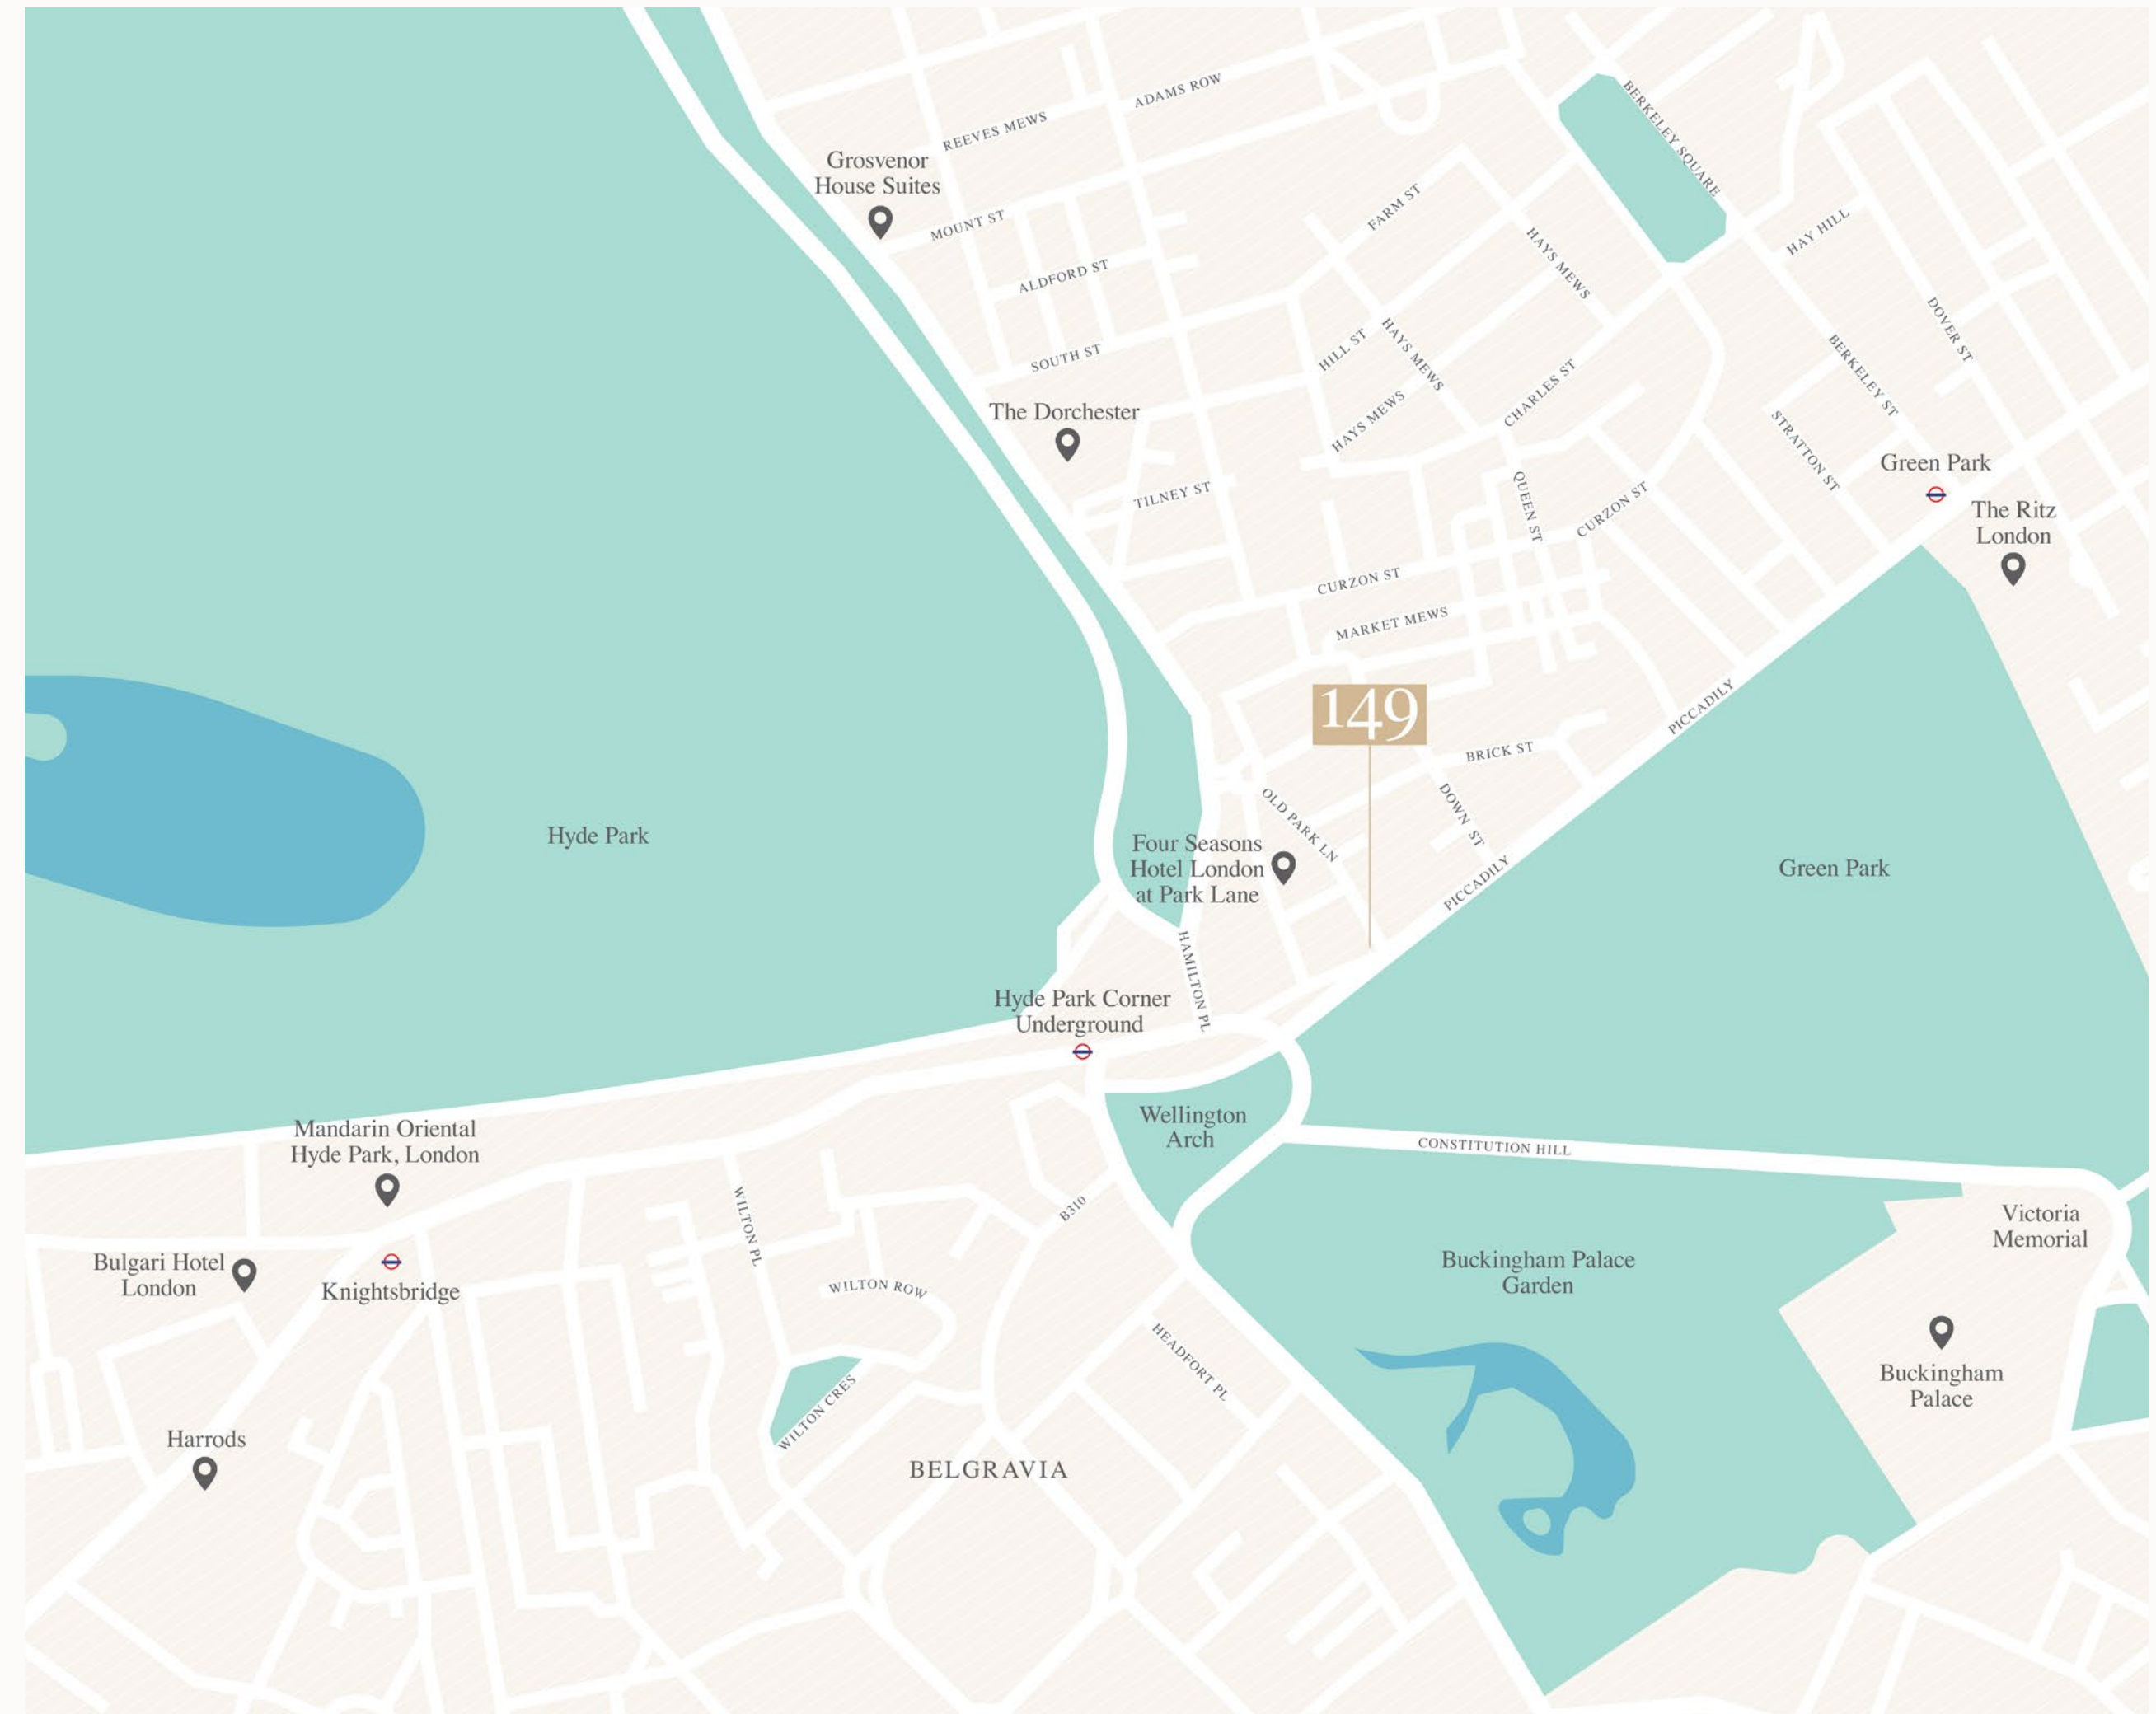 ADAMS ROW
BERKELEY SQUARE
REEVES MEWS
Grosvenor
House Suites
MOUNT ST
FARM ST
HAY HILL
HAYS MEWS
ALDFORD ST
DOVER ST
SOUTH ST
HILL ST
HAYS MEWS
BERKELEY ST
CHARLES ST
The Dorchester
HAYS MEWS
STRATTON ST
Green Park
TILNEY ST
QUEEN ST
CURZON ST
The Ritz
London
CURZON ST
MARKET MEWS
149
PICCADILY
BRICK ST
OLD PARK LN
DOWN ST
Hyde Park
Four Seasons
Hotel London
at Park Lane
PICCADILY
Green Park
HAMILTON PL
Hyde Park Corner
Underground
Wellington
Arch
CONSTITUTION HILL
Mandarin Oriental
Hyde Park, London
WILTON PL
B310
Victoria
Memorial
Bulgari Hotel
London
Knightsbridge
WILTON ROW
Buckingham Palace
Garden
HEADFORT PL
WILTON CRES
Buckingham
Palace
Harrods
BELGRAVIA